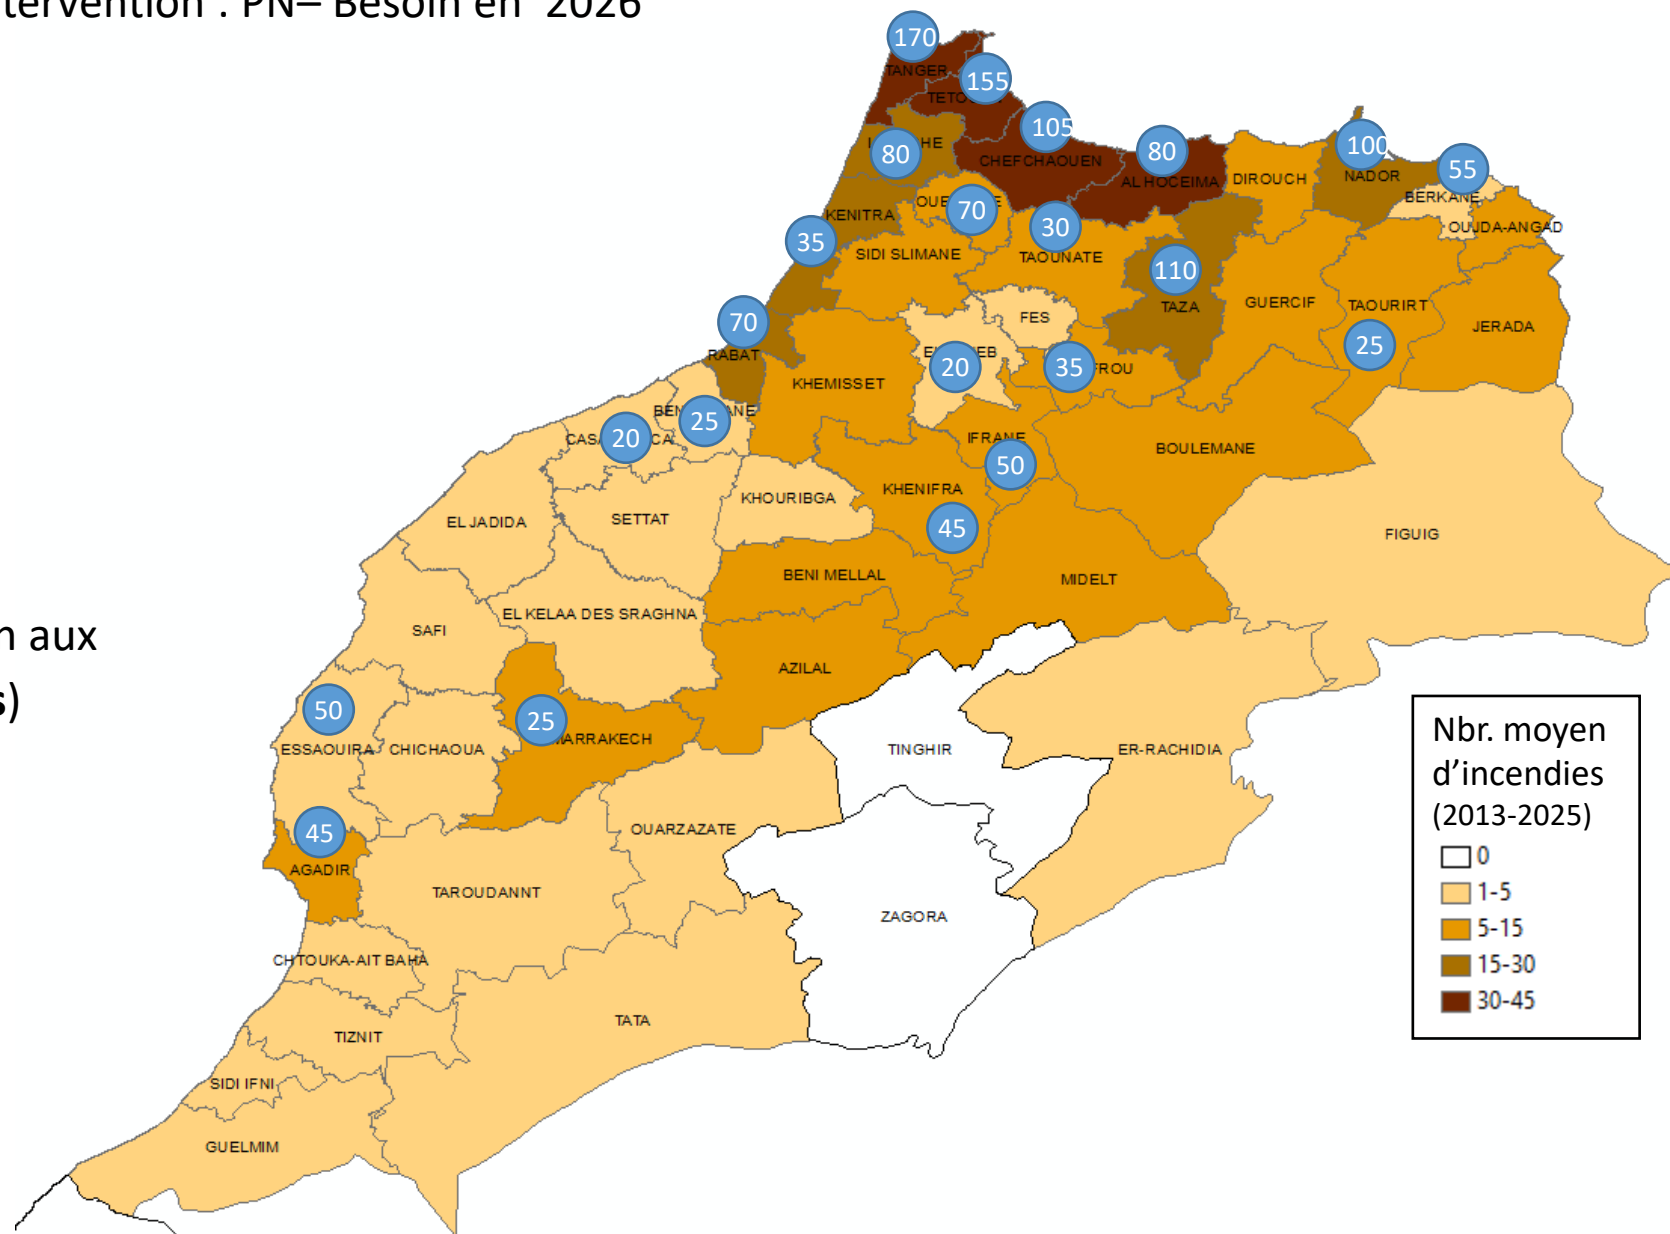 tervention : PN– Besoin en 2026
170
TANGER
155
105
CHEFCHAOUEN
80
AL HOCEIMA
DIROUCH
100
NADOR
55
BERKANE
OUJDA-ANGAD
80
KENITRA
70
30
TAOUNATE
35
SIDI SLIMANE
110
TAZA
GUERCIF
TAOURIRT
25
JERADA
FES
70
RABAT
KHEMISSET
20
35
25
20
IFRANE
50
BOULEMANE
KHENIFRA
45
KHOURIBGA
EL JADIDA
SETTAT
FIGUIG
BENI MELLAL
MIDELT
EL KELAA DES SRAGHNA
SAFI
n aux
s)
AZILAL
50
ESSAOUIRA
CHICHAOUA
25
MARRAKECH
TINGHIR
ER-RACHIDIA
45
AGADIR
OUARZAZATE
TAROUDANNT
ZAGORA
CHTOUKA-AIT BAHA
TIZNIT
TATA
SIDI IFNI
GUELMIM
Nbr. moyen
d’incendies
(2013-2025)
0
1-5
5-15
15-30
30-45